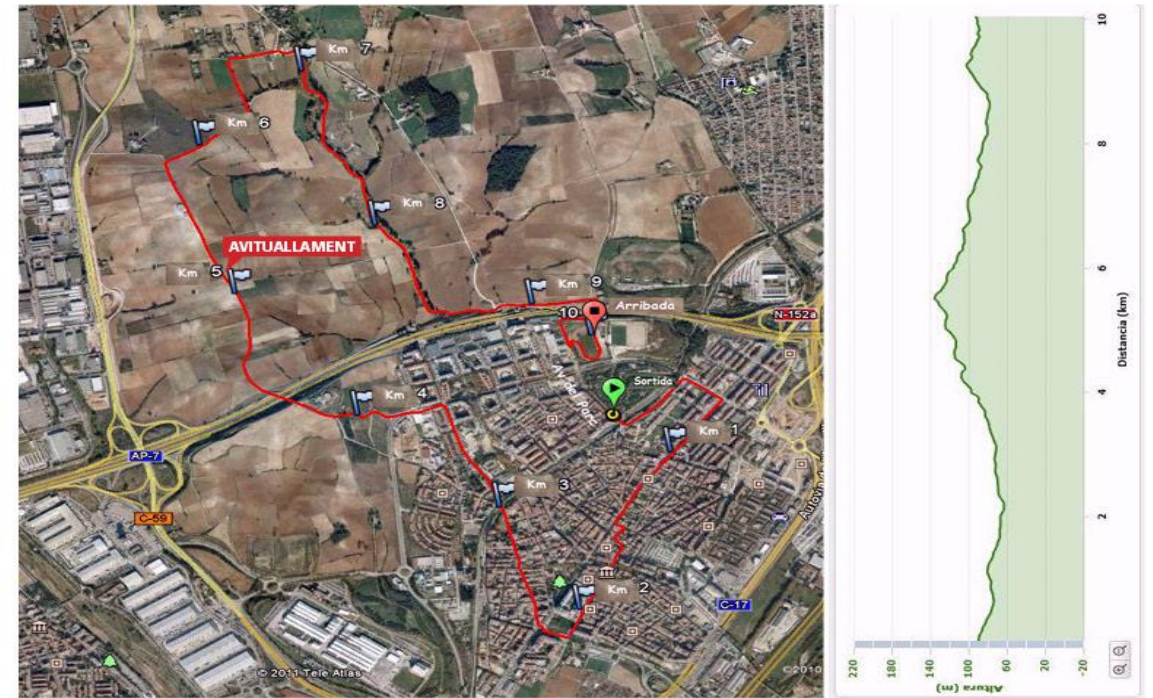 Km 7
Km 6
Km 8
AVITUALLAMENT
Km 5
Km 9
10
Arribada
N-152a
Av del Parc
Sortida
Km 4
Km 1
AP-7
Km 3
C-59
Autovia d
Km 2
C-17
© 2011 Tele Atlas
©2010
10
8
6
4
2
Distancia (km)
220
180
140
100
60
20
-20
Altura (m)